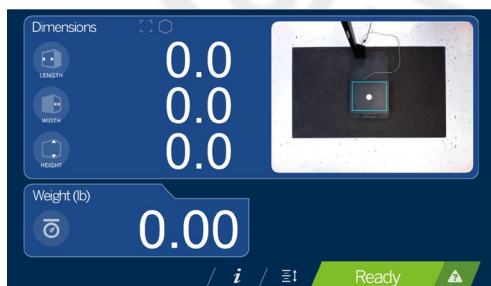 Dimensions
LENGTH
0.0
WIDTH
0.0
HEIGHT
0.0
Weight (lb)
0.00
i
Ready
?